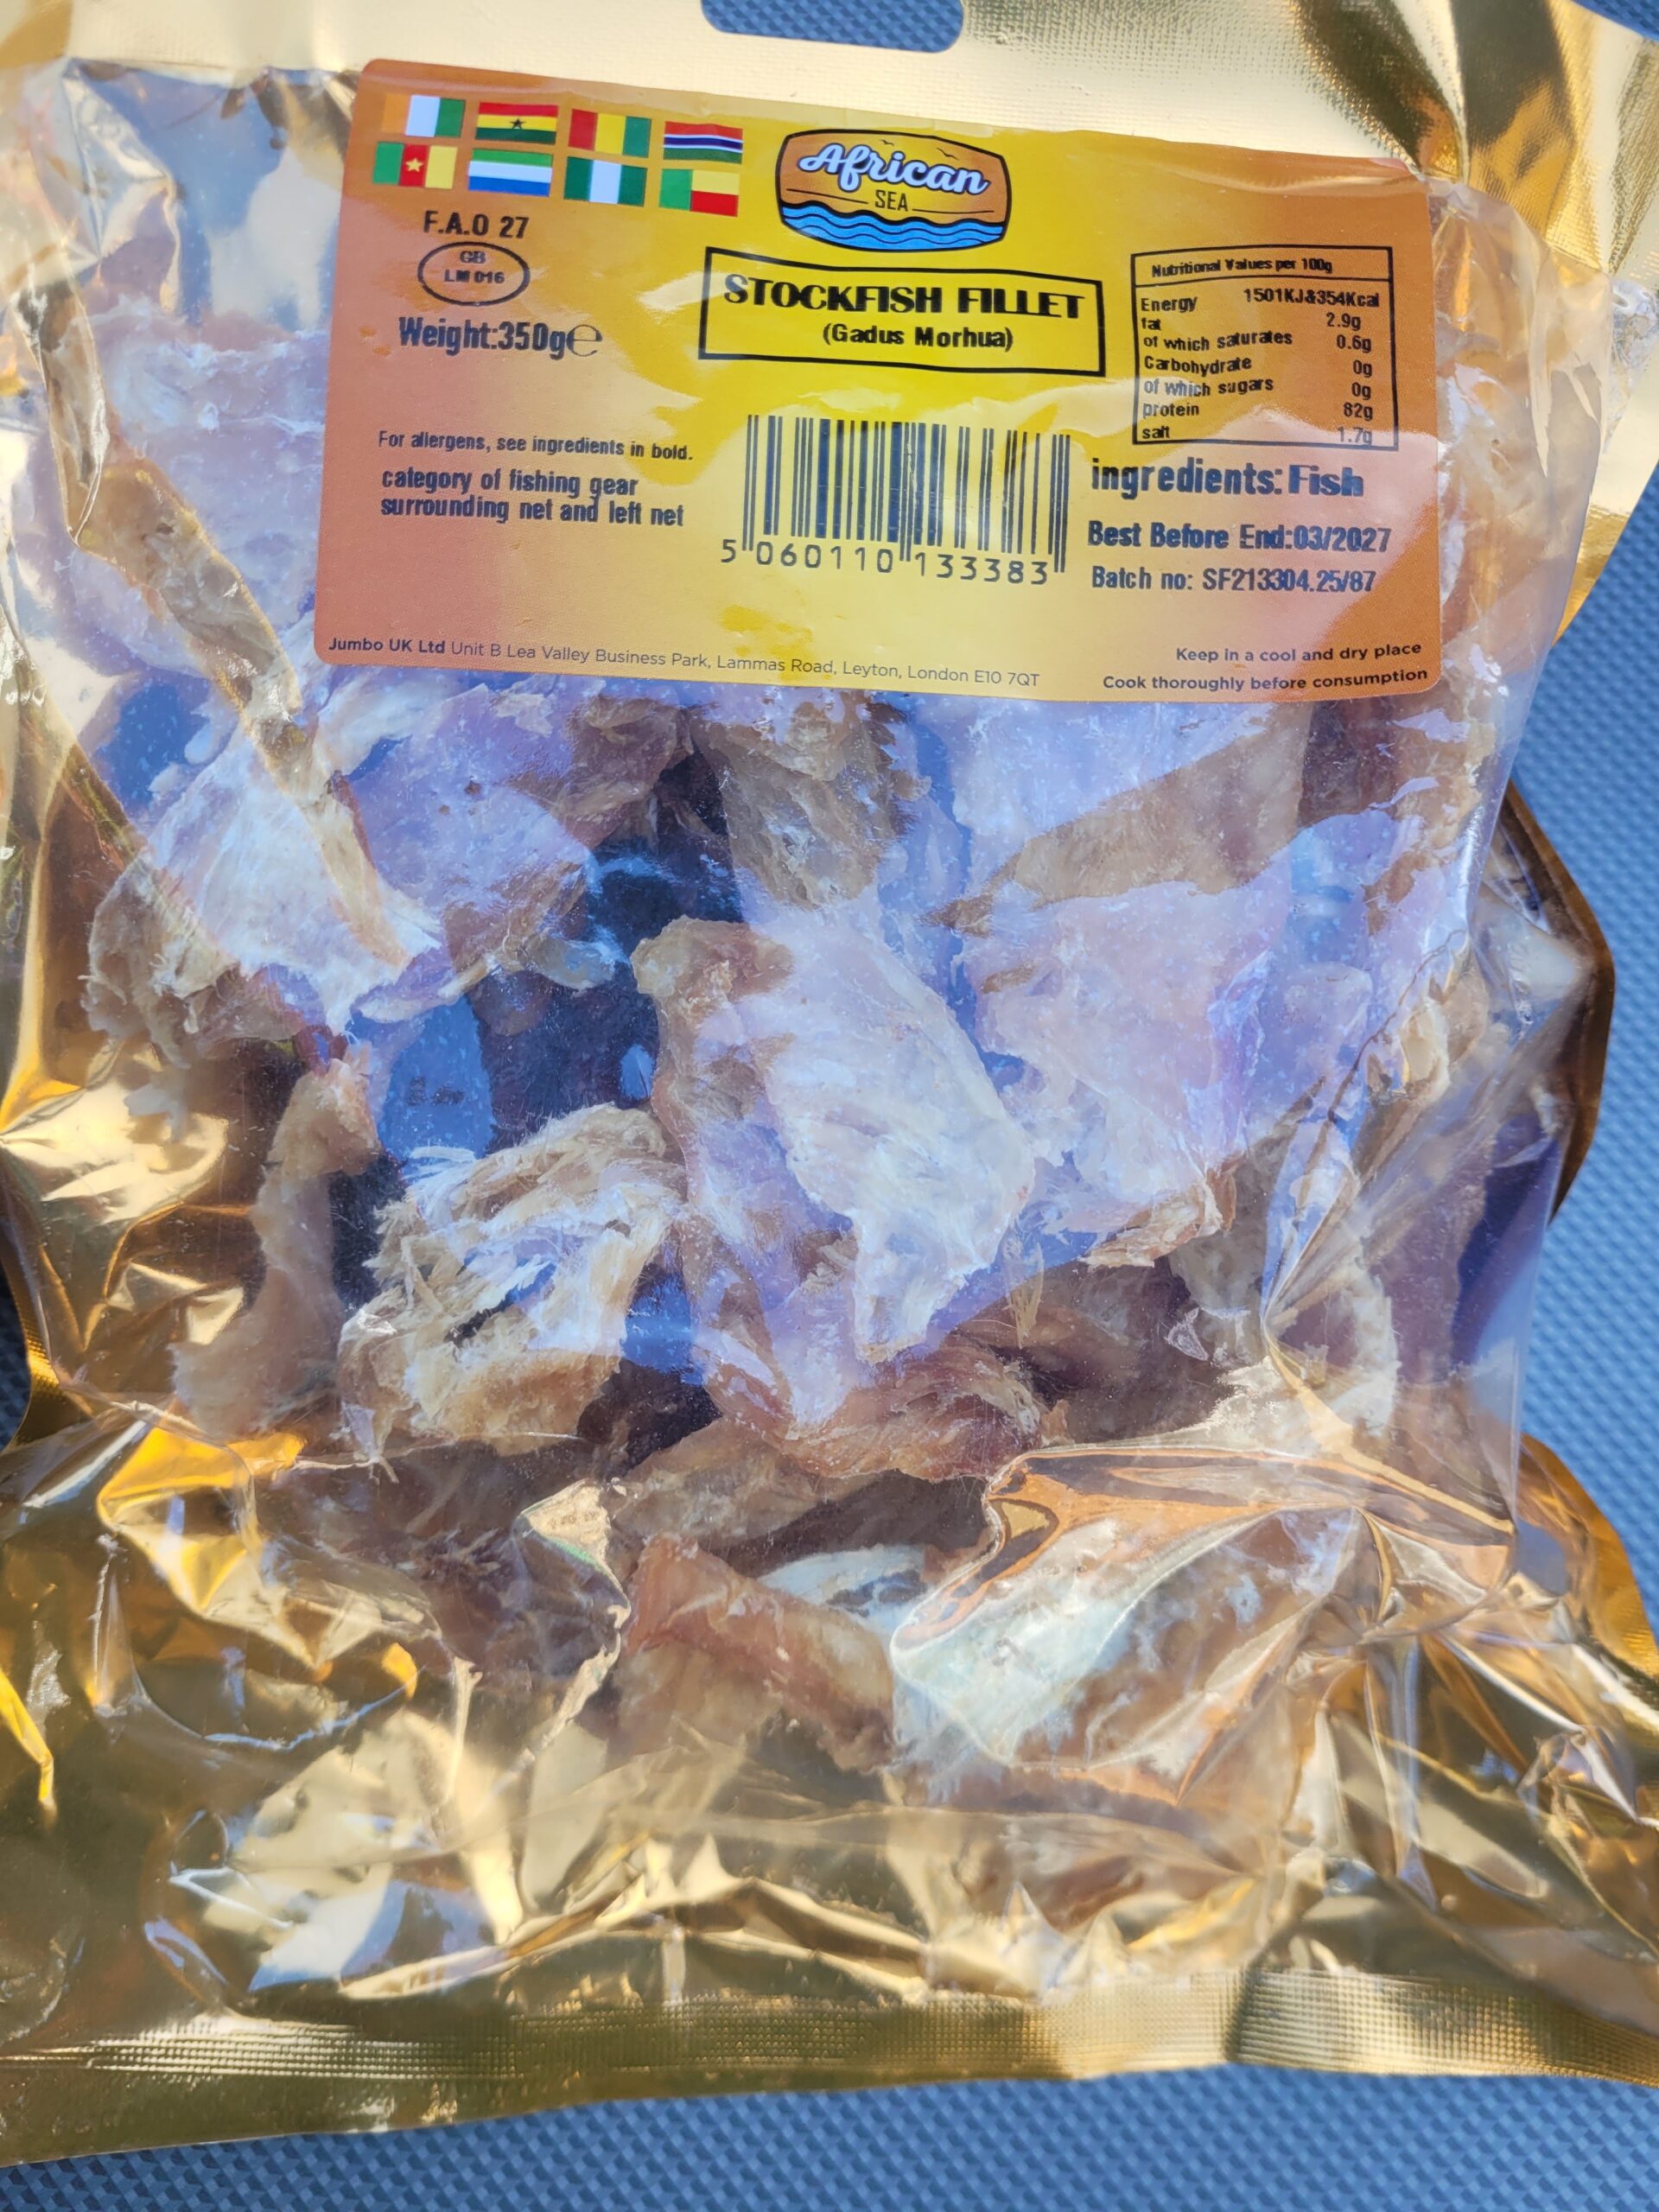 African
SEA
F.A.O 27
GB
LM 016
Weight:350g℮
STOCKFISH FILLET
(Gadus Morhua)
Nutritional Values per 100g
Energy 1501KJ&354Kcal
fat 2.9g
of which saturates 0.6g
Carbohydrate 0g
of which sugars 0g
protein 82g
salt 1.7g
For allergens, see ingredients in bold.
category of fishing gear
surrounding net and left net
5 060110 133383
ingredients: Fish
Best Before End:03/2027
Batch no: SF213304.25/87
Jumbo UK Ltd Unit B Lea Valley Business Park, Lammas Road, Leyton, London E10 7QT
Keep in a cool and dry place
Cook thoroughly before consumption